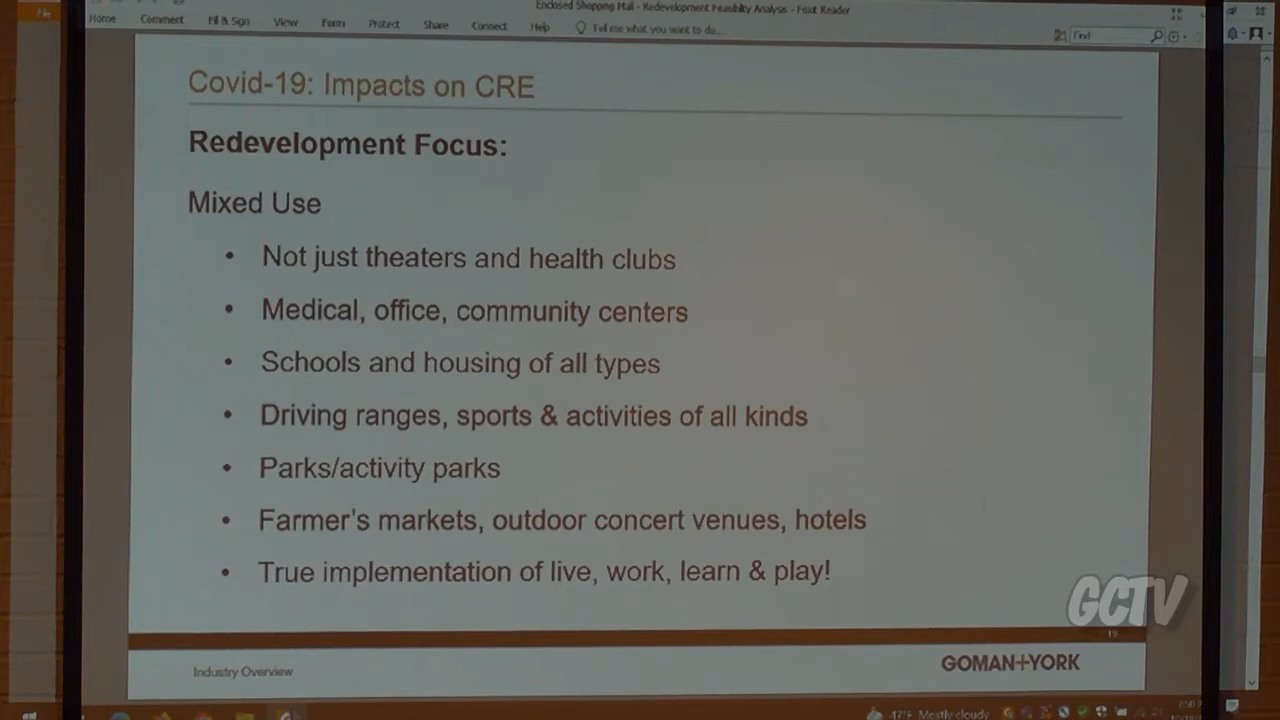 Enclosed Shopping Mall - Redevelopment Feasibility Analysis - Foxit Reader
Home Comment Fill & Sign View Form Protect Share Connect Help Tell me what you want to do... Find
Covid-19: Impacts on CRE
Redevelopment Focus:
Mixed Use
• Not just theaters and health clubs
• Medical, office, community centers
• Schools and housing of all types
• Driving ranges, sports & activities of all kinds
• Parks/activity parks
• Farmer's markets, outdoor concert venues, hotels
• True implementation of live, work, learn & play!
GCTV
Industry Overview
GOMAN+YORK
47°F Mostly cloudy